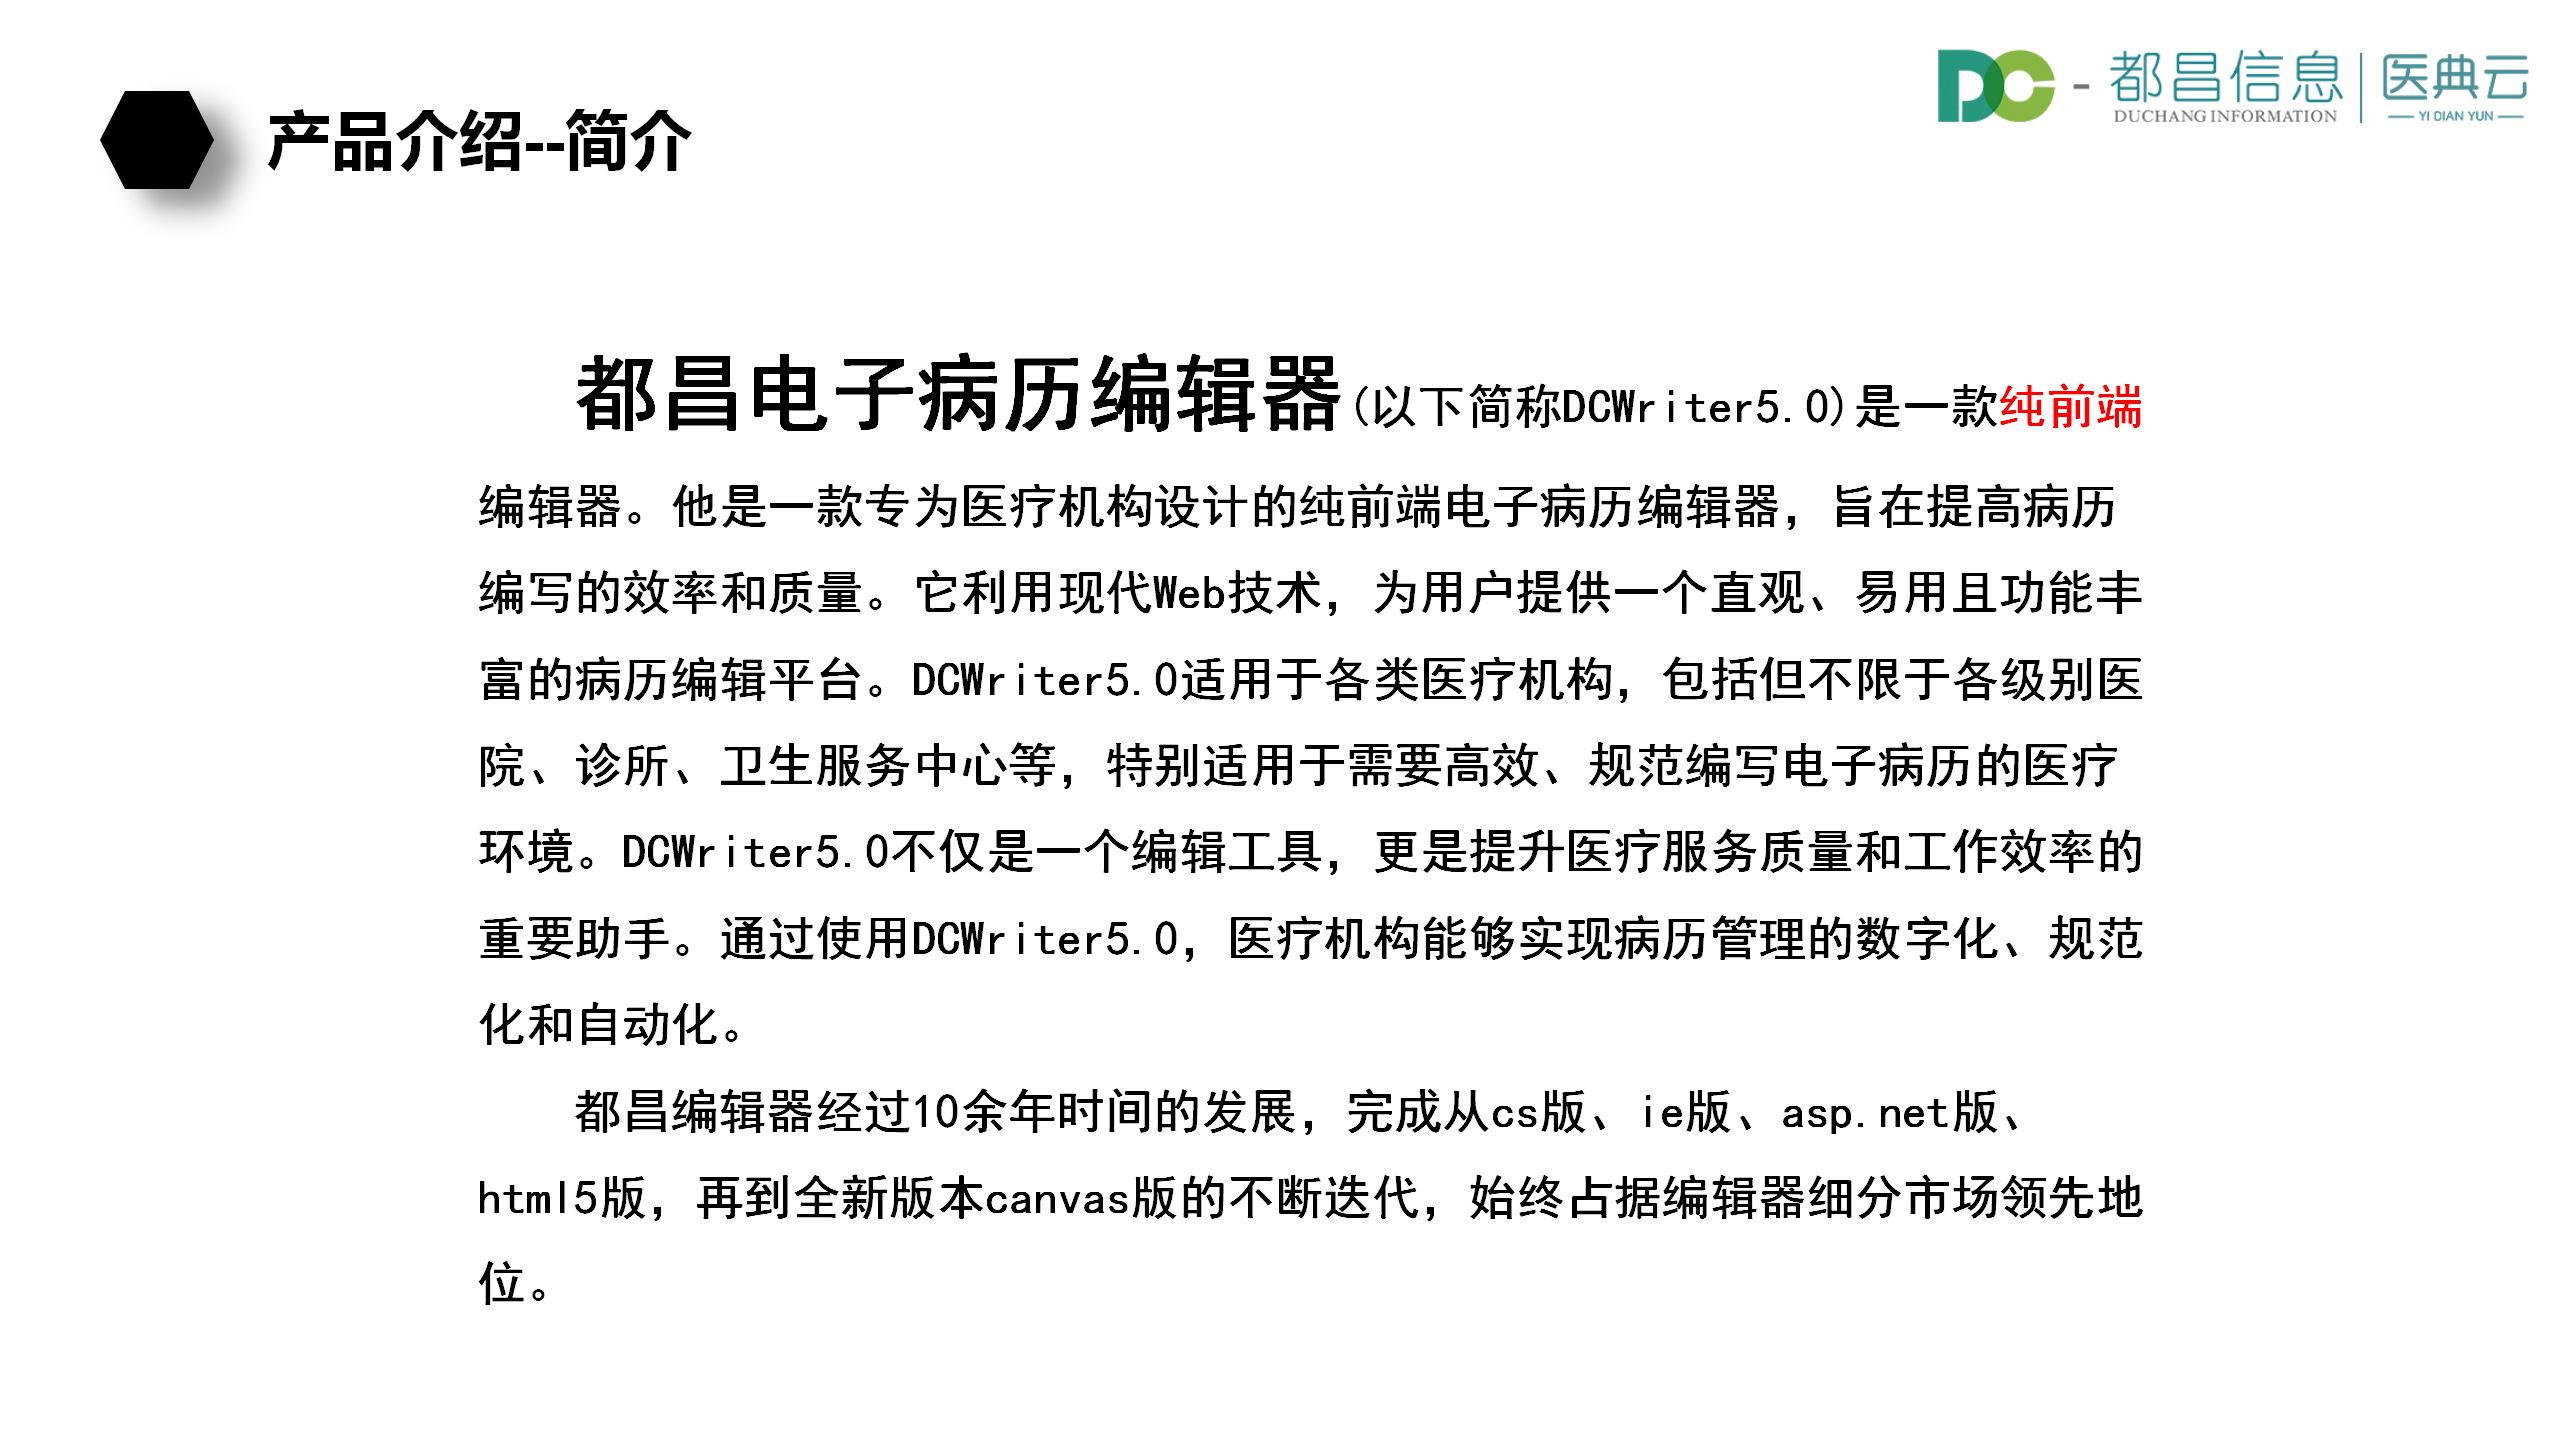 产品介绍--简介
DC - 都昌信息 医典云
DUCHANG INFORMATION YI DIAN YUN
都昌电子病历编辑器(以下简称DCWriter5.0)是一款纯前端
编辑器。他是一款专为医疗机构设计的纯前端电子病历编辑器，旨在提高病历
编写的效率和质量。它利用现代Web技术，为用户提供一个直观、易用且功能丰
富的病历编辑平台。DCWriter5.0适用于各类医疗机构，包括但不限于各级别医
院、诊所、卫生服务中心等，特别适用于需要高效、规范编写电子病历的医疗
环境。DCWriter5.0不仅是一个编辑工具，更是提升医疗服务质量和工作效率的
重要助手。通过使用DCWriter5.0，医疗机构能够实现病历管理的数字化、规范
化和自动化。
都昌编辑器经过10余年时间的发展，完成从cs版、ie版、asp.net版、
html5版，再到全新版本canvas版的不断迭代，始终占据编辑器细分市场领先地
位。